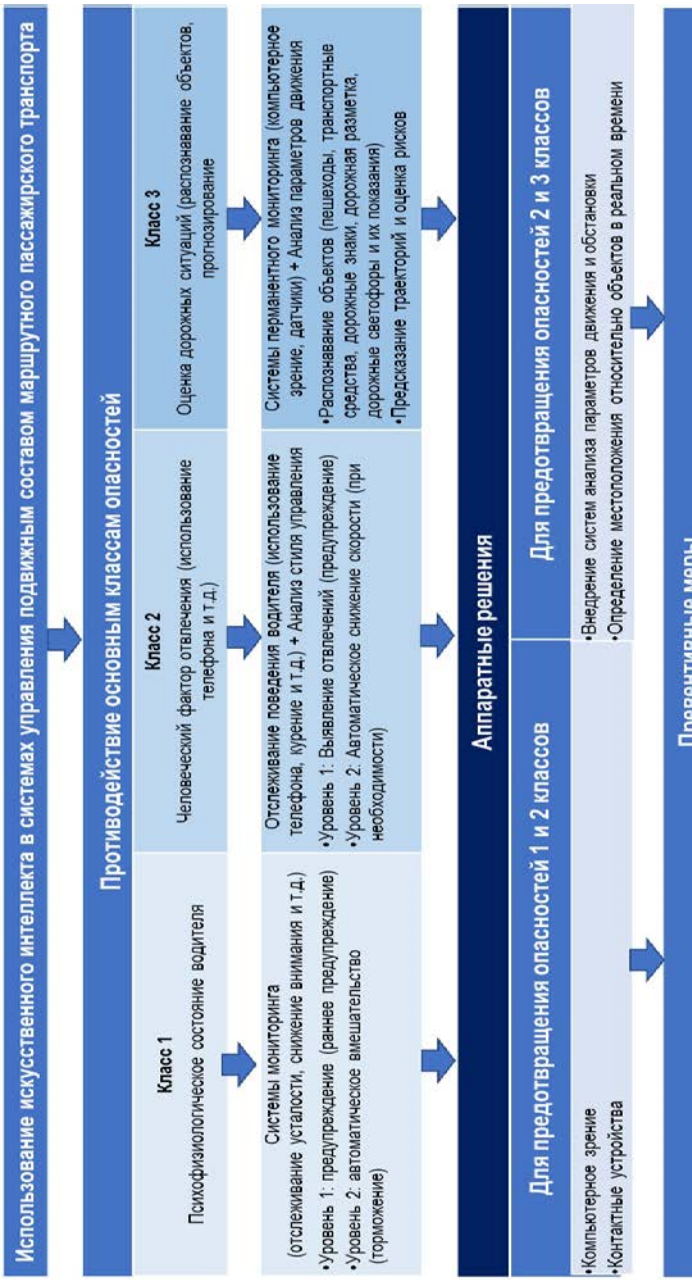 Использование искусственного интеллекта в системах управления подвижным составом маршрутного пассажирского транспорта
Противодействие основным классам опасностей
Класс 1
Психофизиологическое состояние водителя
Класс 2
Человеческий фактор отвлечения (использование
телефона и т.д.)
Класс 3
Оценка дорожных ситуаций (распознавание объектов,
прогнозирование
Системы мониторинга
(отслеживание усталости, снижение внимания и т.д.)
•Уровень 1: предупреждение (раннее предупреждение)
•Уровень 2: автоматическое вмешательство
(торможение)
Отслеживание поведения водителя (использование
телефона, курение и т.д.) + Анализ стиля управления
•Уровень 1: Выявление отвлечений (предупреждение)
•Уровень 2: Автоматическое снижение скорости (при
необходимости)
Системы перманентного мониторинга (компьютерное
зрение, датчики) + Анализ параметров движения
•Распознавание объектов (пешеходы, транспортные
средства, дорожные знаки, дорожная разметка,
дорожные светофоры и их показания)
•Предсказание траекторий и оценка рисков
Аппаратные решения
Для предотвращения опасностей 1 и 2 классов
•Компьютерное зрение
•Контактные устройства
Для предотвращения опасностей 2 и 3 классов
•Внедрение систем анализа параметров движения и обстановки
•Определение местоположения относительно объектов в реальном времени
Превентивные меры